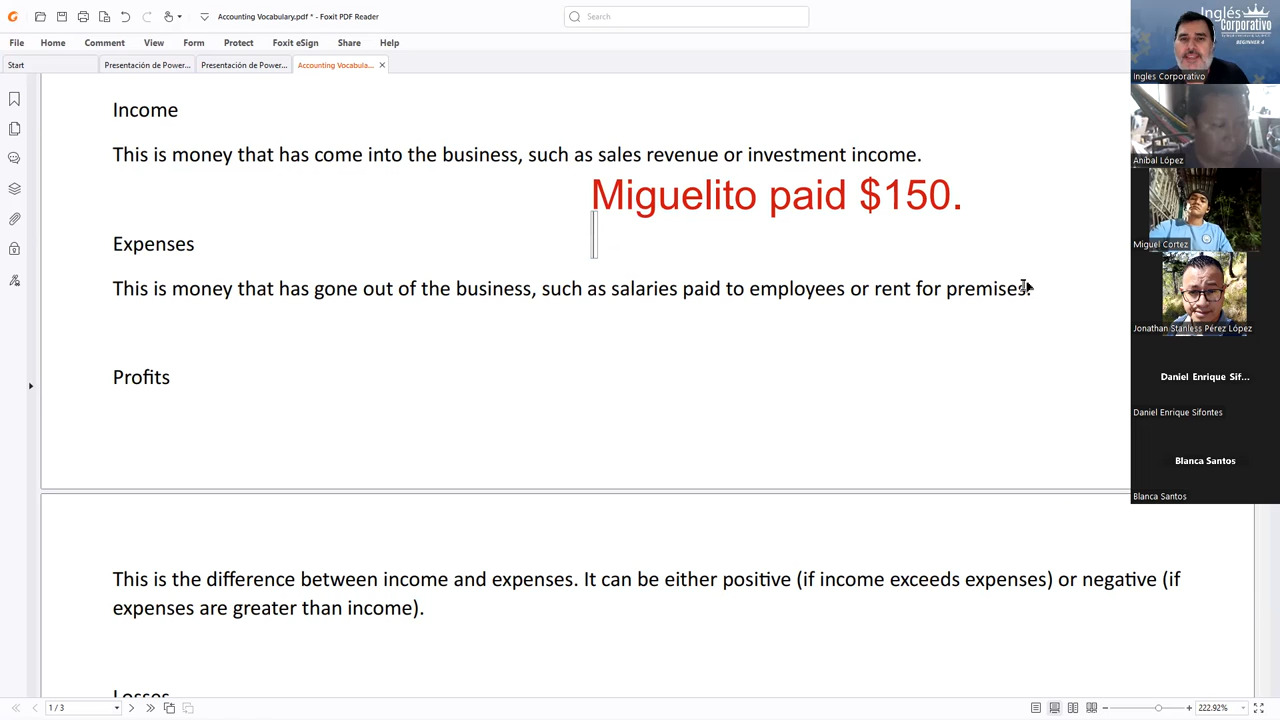 Accounting Vocabulary.pdf * - Foxit PDF Reader
Search
File Home Comment View Form Protect Foxit eSign Share Help
Start Presentación de Power... Presentación de Power... Accounting Vocabula...
Income
This is money that has come into the business, such as sales revenue or investment income.
Miguelito paid $150.
Expenses
This is money that has gone out of the business, such as salaries paid to employees or rent for premises.
Profits
This is the difference between income and expenses. It can be either positive (if income exceeds expenses) or negative (if
expenses are greater than income).
Losses
1 / 3
222.92%
Inglés
Corporativo
BEGINNER 4
Ingles Corporativo
Anibal López
Miguel Cortez
Jonathan Stanless Pérez López
Daniel Enrique Sif...
Daniel Enrique Sifontes
Blanca Santos
Blanca Santos